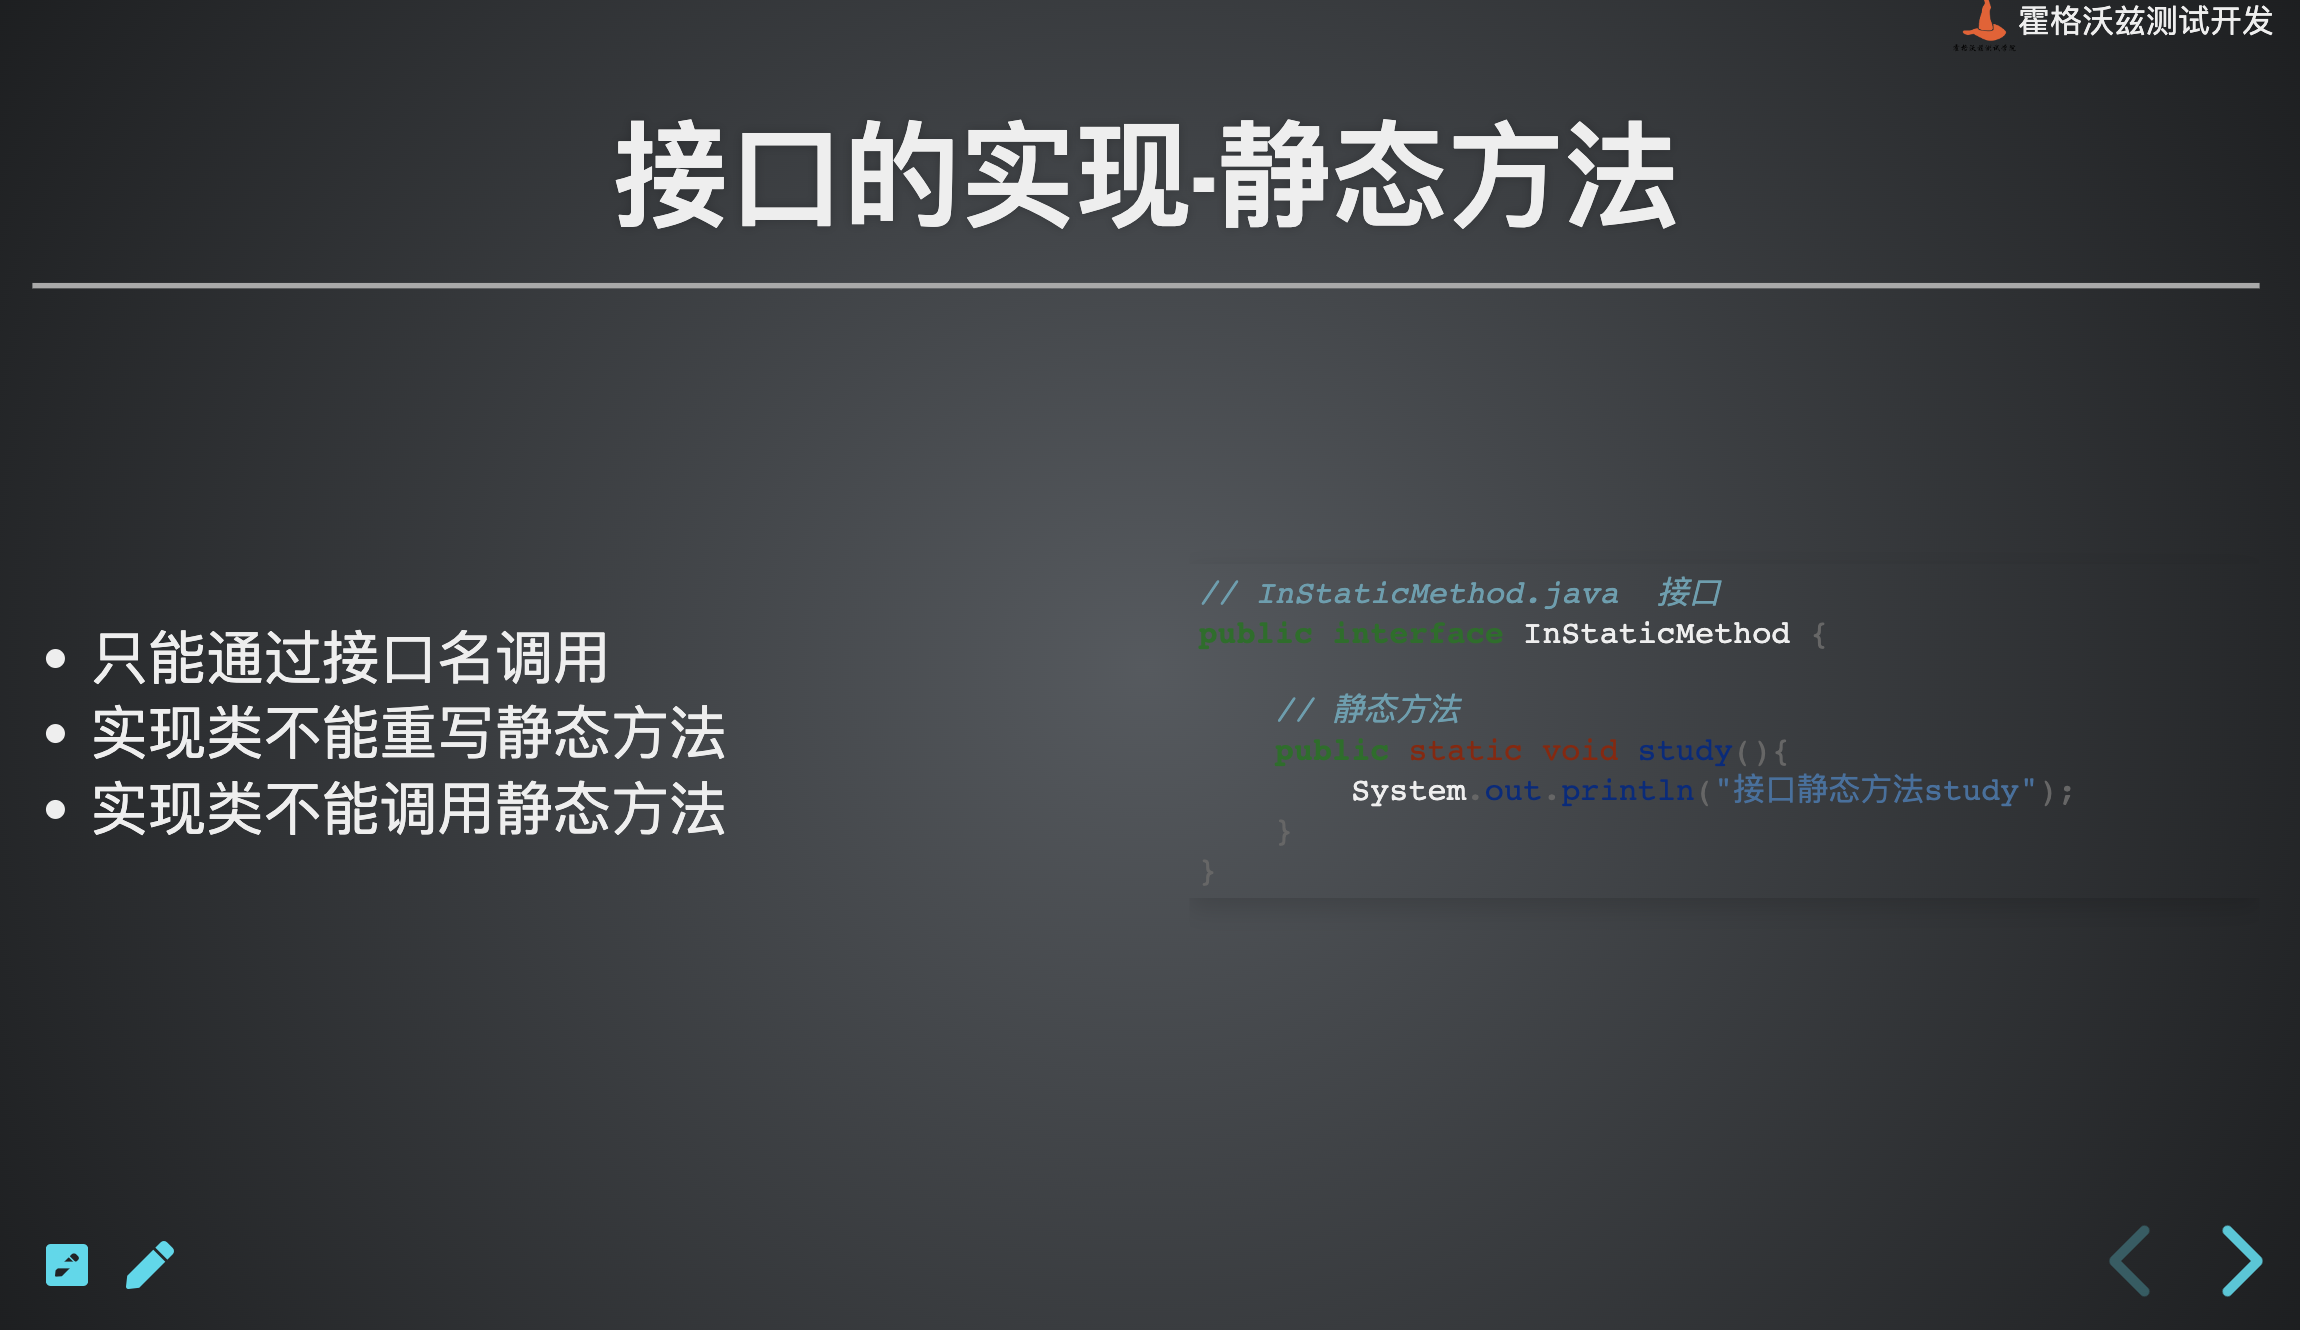 霍格沃兹测试开发
接口的实现-静态方法
只能通过接口名调用
实现类不能重写静态方法
实现类不能调用静态方法
// InStaticMethod.java  接口
public interface InStaticMethod {
    // 静态方法
    public static void study(){
        System.out.println("接口静态方法study");
    }
}